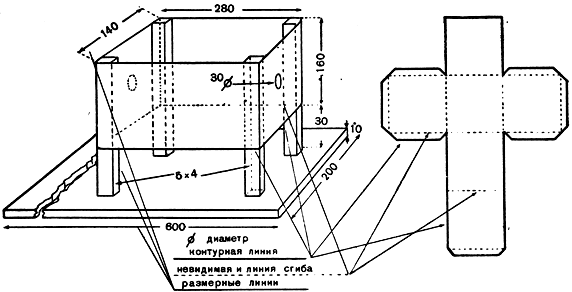 280
140
160
30 ⌀
30
10
5×4
200
600
⌀ диаметр
контурная линия
невидимая и линия сгиба
размерные линии